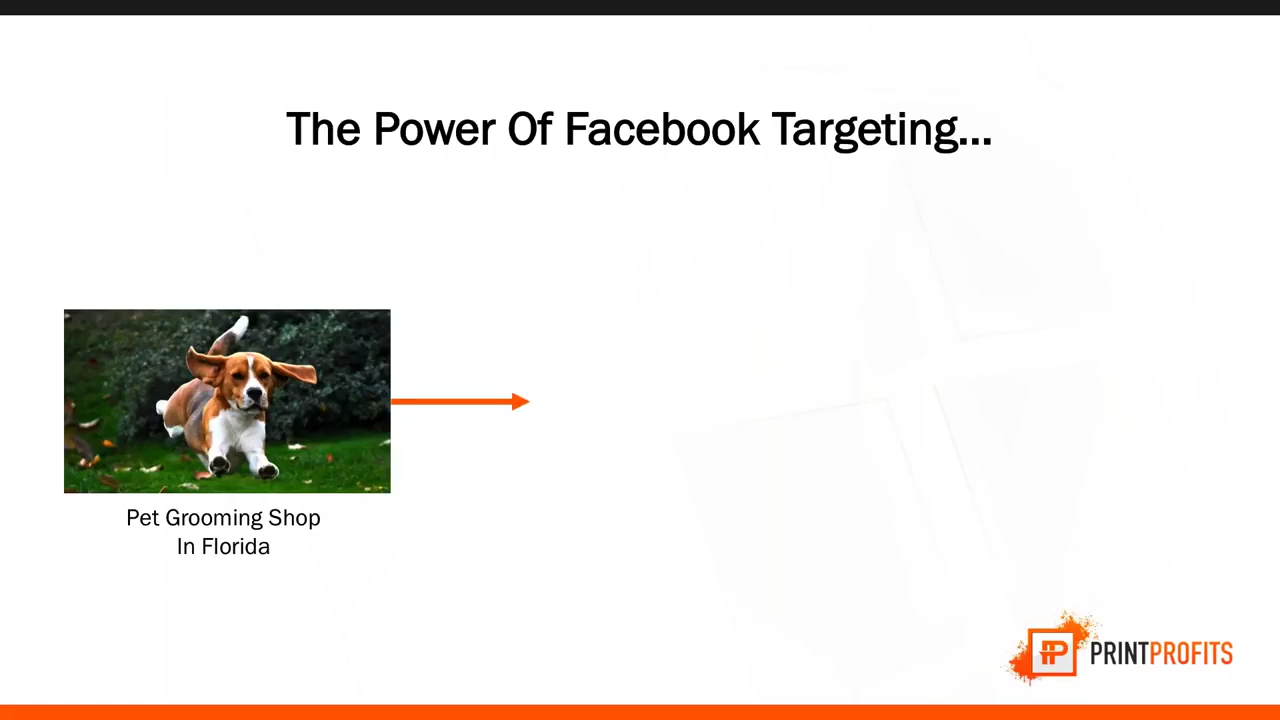 The Power Of Facebook Targeting...
Pet Grooming Shop
In Florida
PRINTPROFITS